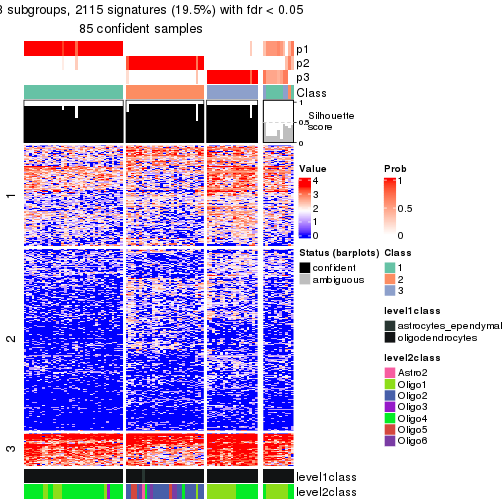 3 subgroups, 2115 signatures (19.5%) with fdr < 0.05
85 confident samples
p1
p2
p3
Class
1
0.5
0
Silhouette
score
1
2
3
level1class
level2class
Value
4
3
2
1
0
Prob
1
0.5
0
Status (barplots)
confident
ambiguous
Class
1
2
3
level1class
astrocytes_ependymal
oligodendrocytes
level2class
Astro2
Oligo1
Oligo2
Oligo3
Oligo4
Oligo5
Oligo6